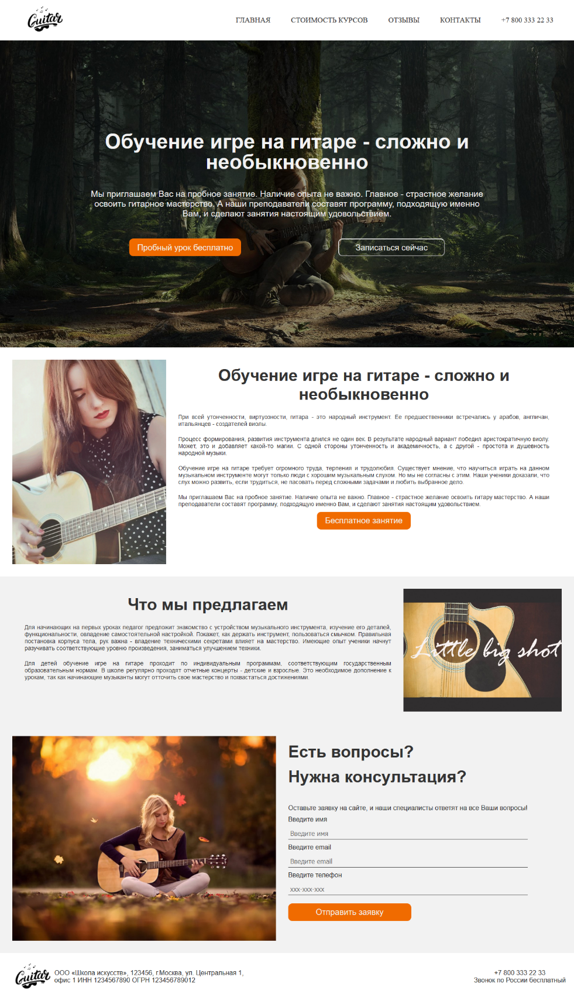 Guitar
ГЛАВНАЯ СТОИМОСТЬ КУРСОВ ОТЗЫВЫ КОНТАКТЫ +7 800 333 22 33
Обучение игре на гитаре - сложно и
необыкновенно
Мы приглашаем Вас на пробное занятие. Наличие опыта не важно. Главное - страстное желание
освоить гитарное мастерство. А наши преподаватели составят программу, подходящую именно
Вам, и сделают занятия настоящим удовольствием.
Пробный урок бесплатно
Записаться сейчас
Обучение игре на гитаре - сложно и
необыкновенно
При всей утонченности, виртуозности, гитара - это народный инструмент. Ее предшественники встречались у арабов, англичан,
итальянцев - создателей виолы.
Процесс формирования, развития инструмента длился не один век. В результате народный вариант победил аристократичную виолу.
Может, это и добавляет какой-то магии. С одной стороны утонченность и академичность, а с другой - простота и душевность
народной музыки.
Обучение игре на гитаре требует огромного труда, терпения и трудолюбия. Существует мнение, что научиться играть на данном
музыкальном инструменте могут только люди с хорошим музыкальным слухом. Но мы не согласны с этим. Наши ученики доказали, что
слух можно развить, если трудиться, не пасовать перед сложными задачами и любить выбранное дело.
Мы приглашаем Вас на пробное занятие. Наличие опыта не важно. Главное - страстное желание освоить гитару мастерство. А наши
преподаватели составят программу, подходящую именно Вам, и сделают занятия настоящим удовольствием.
Бесплатное занятие
Что мы предлагаем
Для начинающих на первых уроках педагог предложит знакомство с устройством музыкального инструмента, изучение его деталей,
функциональности, овладение самостоятельной настройкой. Покажет, как держать инструмент, пользоваться смычком. Правильная
постановка корпуса тела, рук важна - владение техническими секретами влияет на мастерство. Имеющие опыт ученики начнут
разучивать соответствующие уровню произведения, заниматься улучшением техники.
Для детей обучение игре на гитаре проходит по индивидуальным программам, соответствующим государственным
образовательным нормам. В школе регулярно проходят отчетные концерты - детские и взрослые. Это необходимое дополнение к
урокам, так как начинающие музыканты могут отточить свое мастерство и похвастаться достижениями.
Little big shot
Есть вопросы?
Нужна консультация?
Оставьте заявку на сайте, и наши специалисты ответят на все Ваши вопросы!
Введите имя
Введите имя
Введите email
Введите email
Введите телефон
xxx-xxx-xxx
Отправить заявку
Guitar
ООО «Школа искусств», 123456, г.Москва, ул. Центральная 1,
офис 1 ИНН 1234567890 ОГРН 123456789012
+7 800 333 22 33
Звонок по России бесплатный